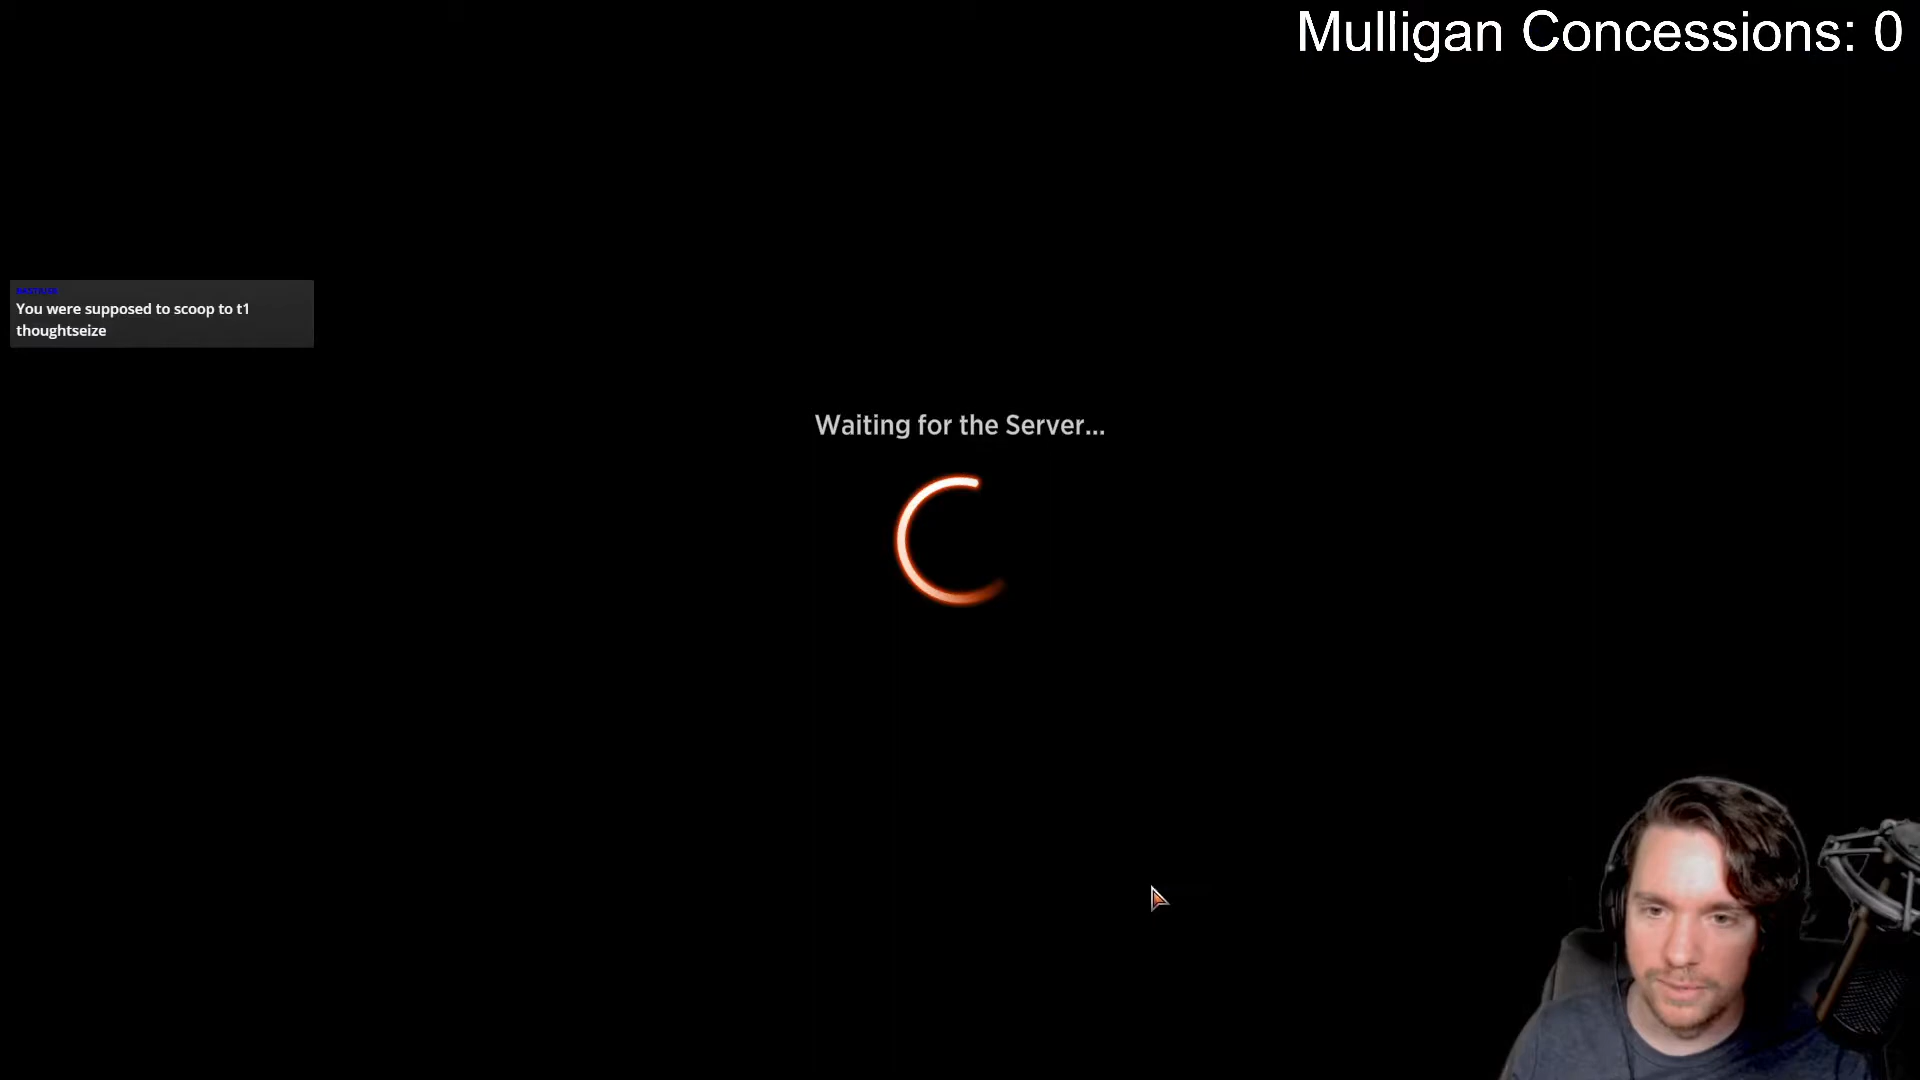 Mulligan Concessions: 0
You were supposed to scoop to t1
thoughtseize
Waiting for the Server...